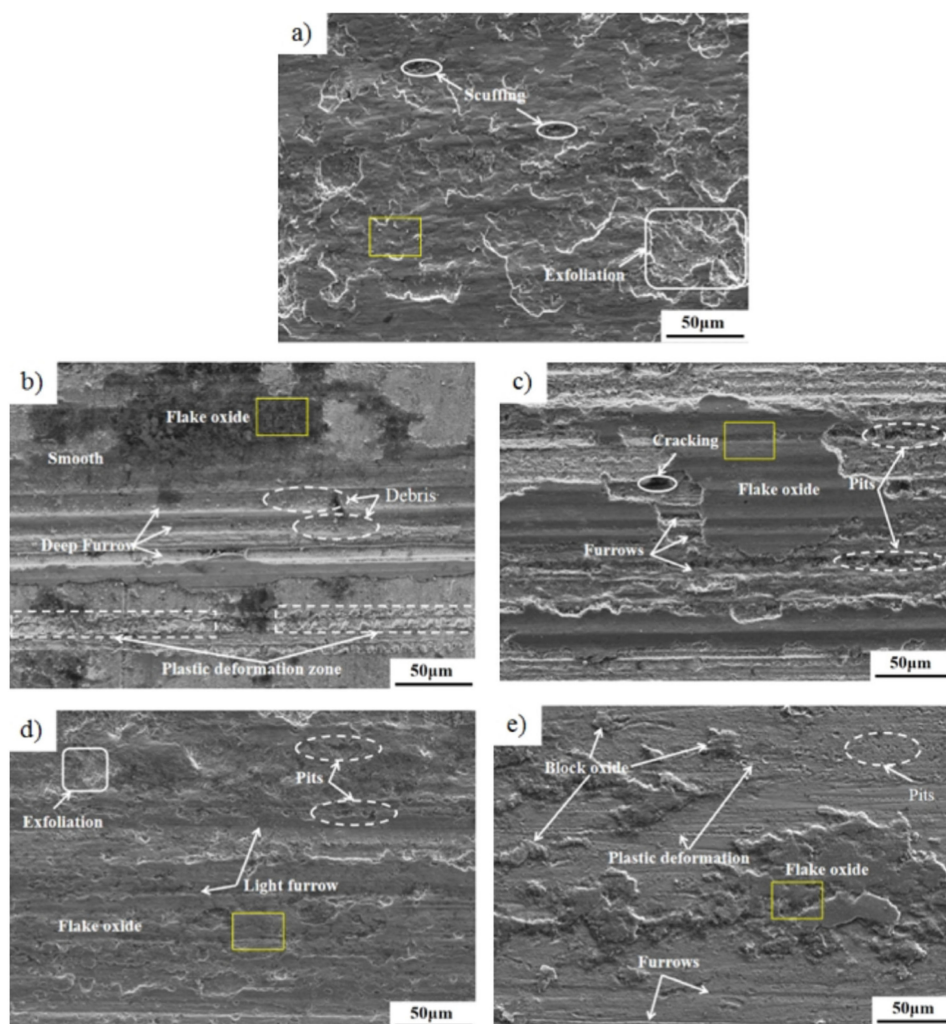 a)
Scuffing
Exfoliation
50μm
b)
Flake oxide
Smooth
Debris
Deep Furrow
Plastic deformation zone
50μm
c)
Cracking
Flake oxide
Pits
Furrows
50μm
d)
Pits
Exfoliation
Light furrow
Flake oxide
50μm
e)
Block oxide
Pits
Plastic deformation
Flake oxide
Furrows
50μm